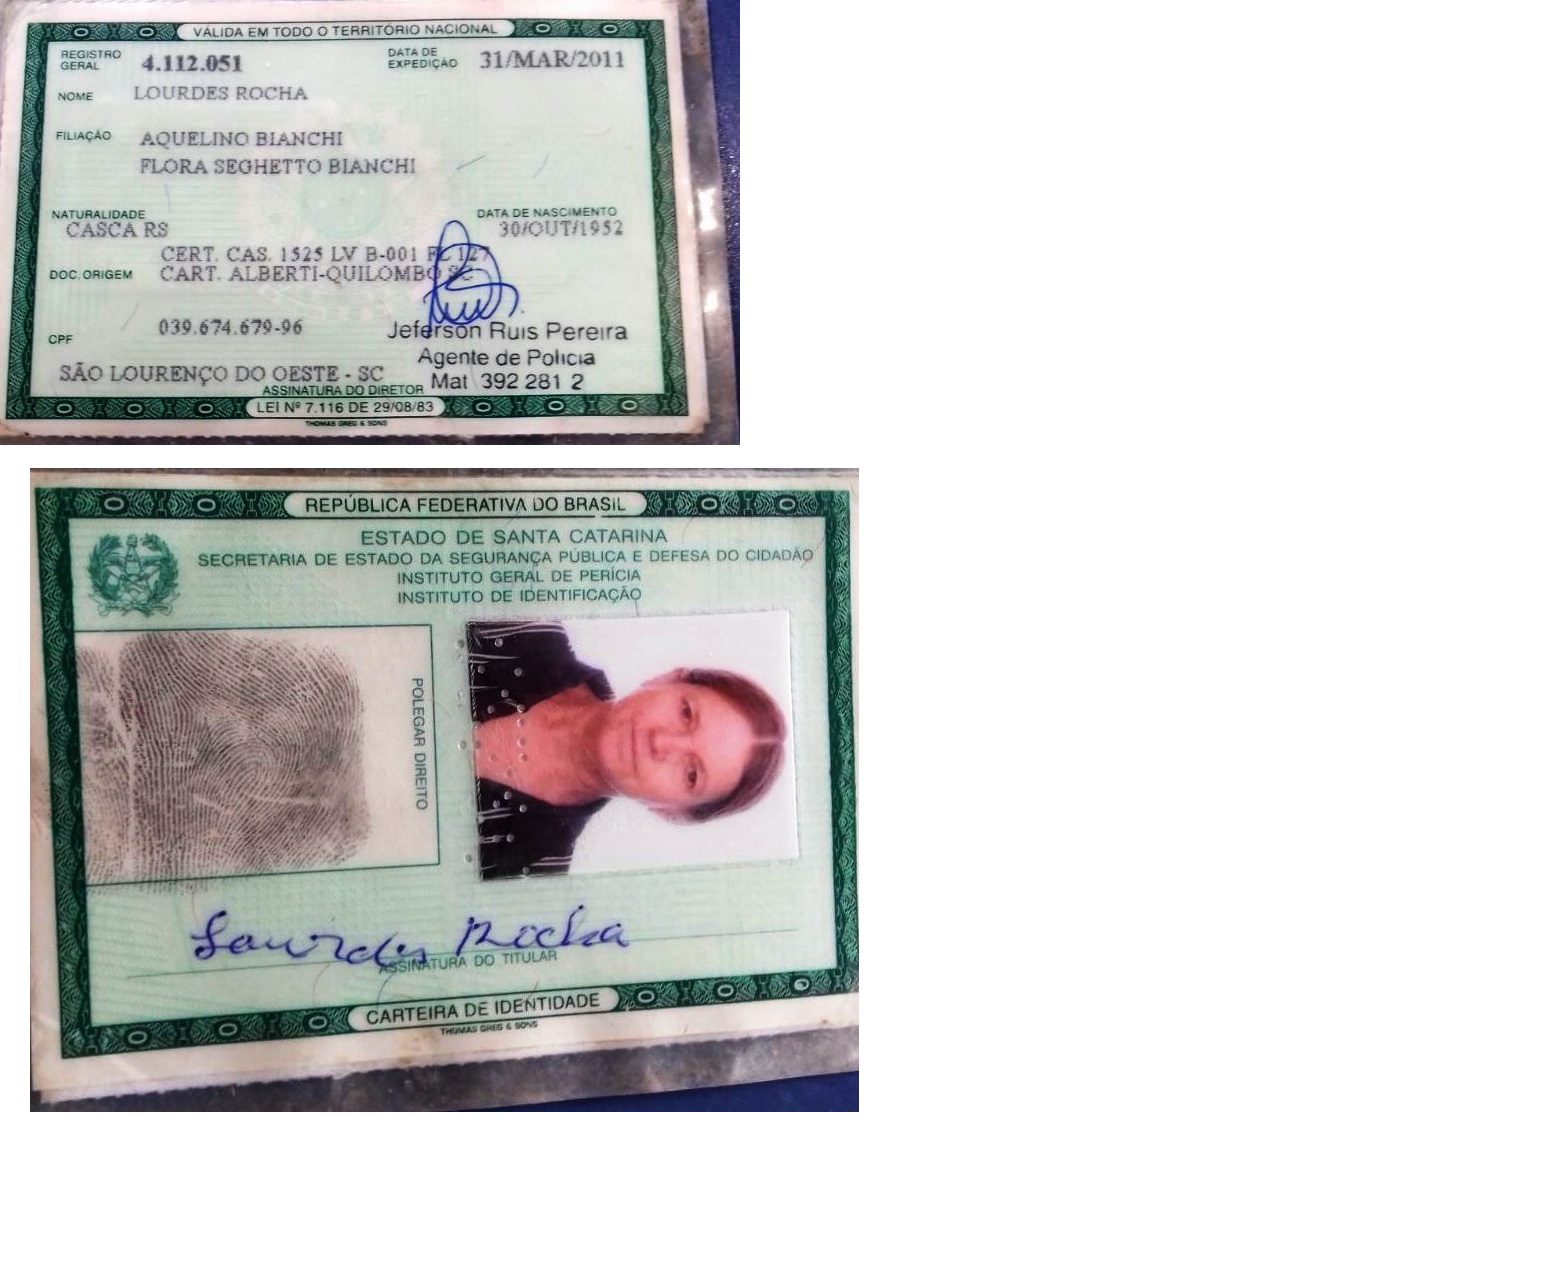 VÁLIDA EM TODO O TERRITÓRIO NACIONAL
REGISTRO GERAL 4.112.051 DATA DE EXPEDIÇÃO 31/MAR/2011
NOME LOURDES ROCHA
FILIAÇÃO AQUELINO BIANCHI
FLORA SEGHETTO BIANCHI
NATURALIDADE DATA DE NASCIMENTO
CASCA RS 30/OUT/1952
CERT. CAS. 1525 LV B-001 FL 127
DOC. ORIGEM CART. ALBERTI-QUILOMBO SC
CPF 039.674.679-96
Jeferson Ruis Pereira
Agente de Polícia
Mat 392 281 2
SÃO LOURENÇO DO OESTE - SC
ASSINATURA DO DIRETOR
LEI Nº 7.116 DE 29/08/83
THOMAS GREG & SONS
REPÚBLICA FEDERATIVA DO BRASIL
ESTADO DE SANTA CATARINA
SECRETARIA DE ESTADO DA SEGURANÇA PÚBLICA E DEFESA DO CIDADÃO
INSTITUTO GERAL DE PERÍCIA
INSTITUTO DE IDENTIFICAÇÃO
POLEGAR DIREITO
Lourdes Rocha
ASSINATURA DO TITULAR
CARTEIRA DE IDENTIDADE
THOMAS GREG & SONS